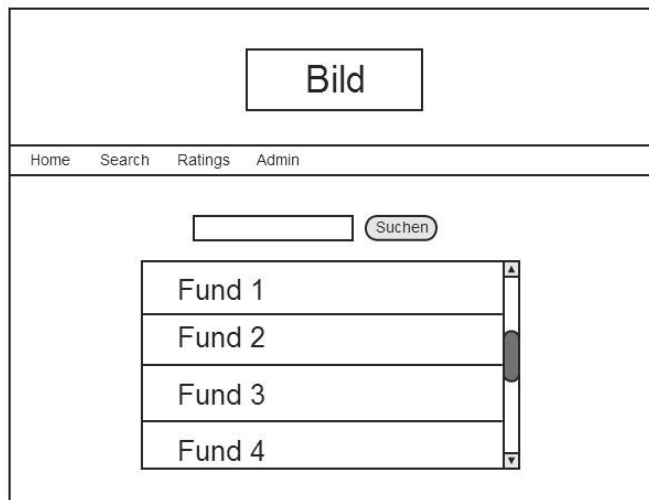 Bild
Home Search Ratings Admin
Suchen
Fund 1
Fund 2
Fund 3
Fund 4